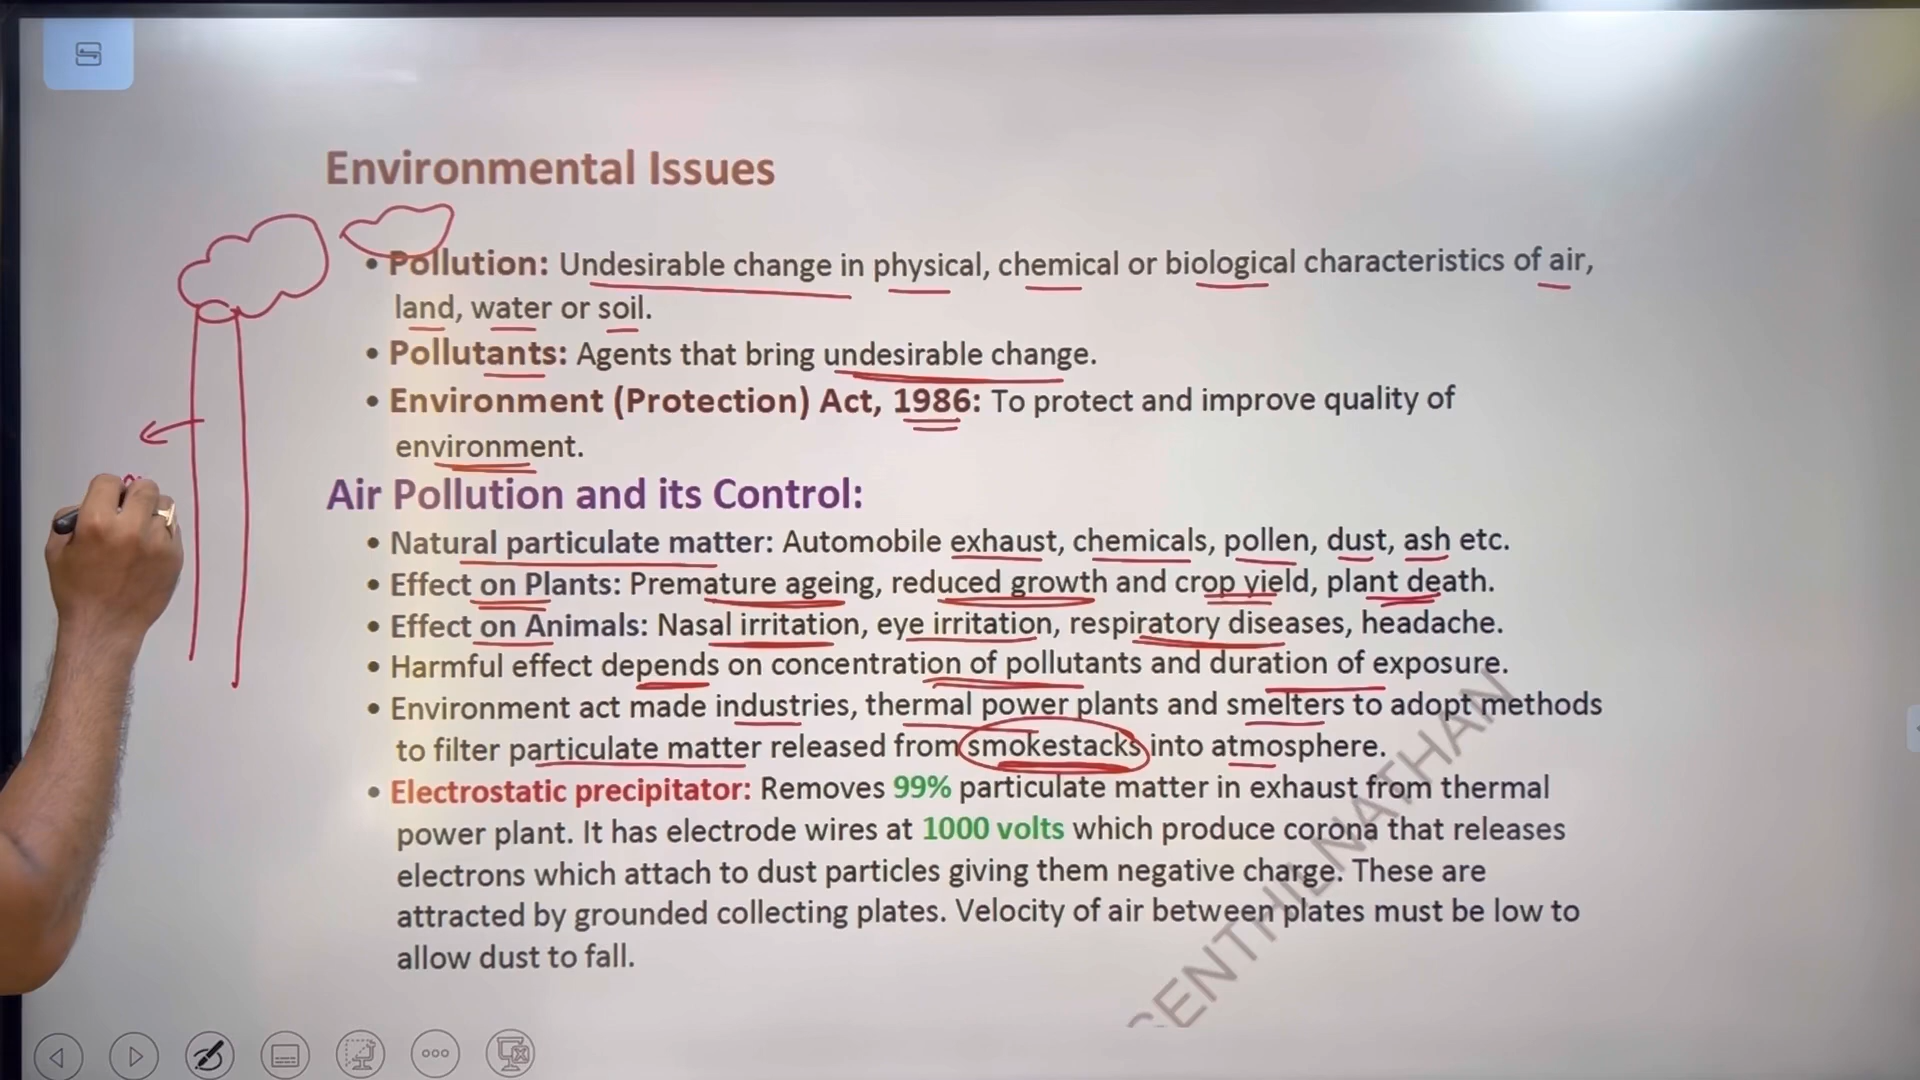 Environmental Issues
• Pollution: Undesirable change in physical, chemical or biological characteristics of air,
land, water or soil.
• Pollutants: Agents that bring undesirable change.
• Environment (Protection) Act, 1986: To protect and improve quality of
environment.
Air Pollution and its Control:
• Natural particulate matter: Automobile exhaust, chemicals, pollen, dust, ash etc.
• Effect on Plants: Premature ageing, reduced growth and crop yield, plant death.
• Effect on Animals: Nasal irritation, eye irritation, respiratory diseases, headache.
• Harmful effect depends on concentration of pollutants and duration of exposure.
• Environment act made industries, thermal power plants and smelters to adopt methods
to filter particulate matter released from smokestacks into atmosphere.
• Electrostatic precipitator: Removes 99% particulate matter in exhaust from thermal
power plant. It has electrode wires at 1000 volts which produce corona that releases
electrons which attach to dust particles giving them negative charge. These are
attracted by grounded collecting plates. Velocity of air between plates must be low to
allow dust to fall.
SENTHILNATHAN